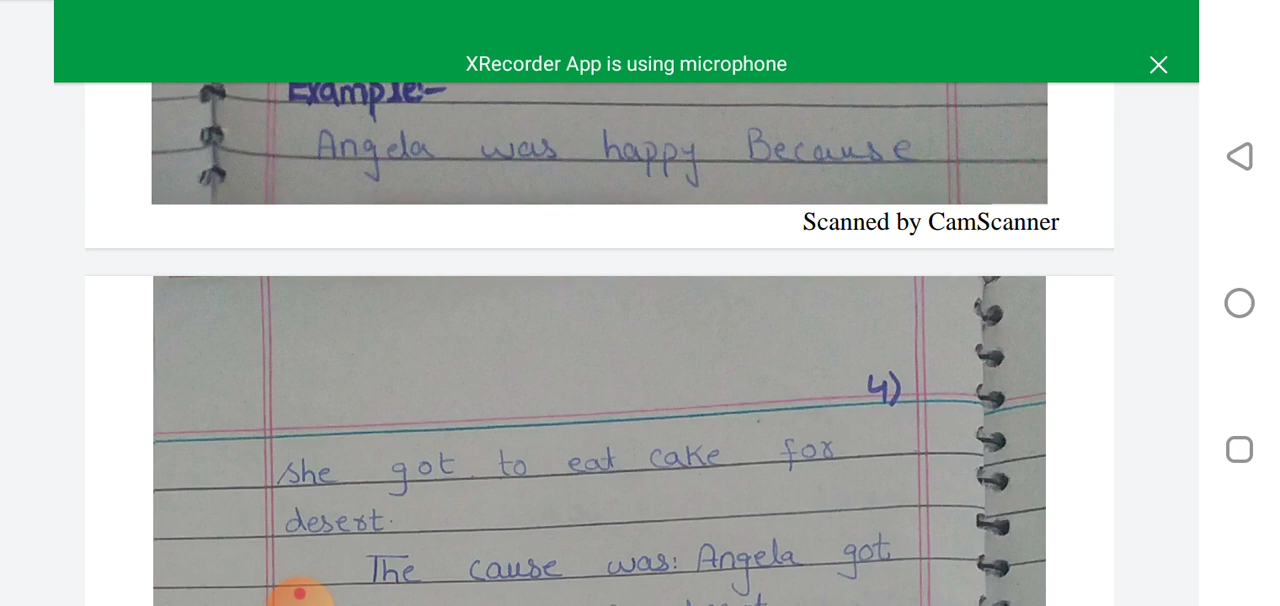 XRecorder App is using microphone
Example:-
Angela was happy Because
Scanned by CamScanner
4)
she got to eat cake for
desert.
The cause was: Angela got